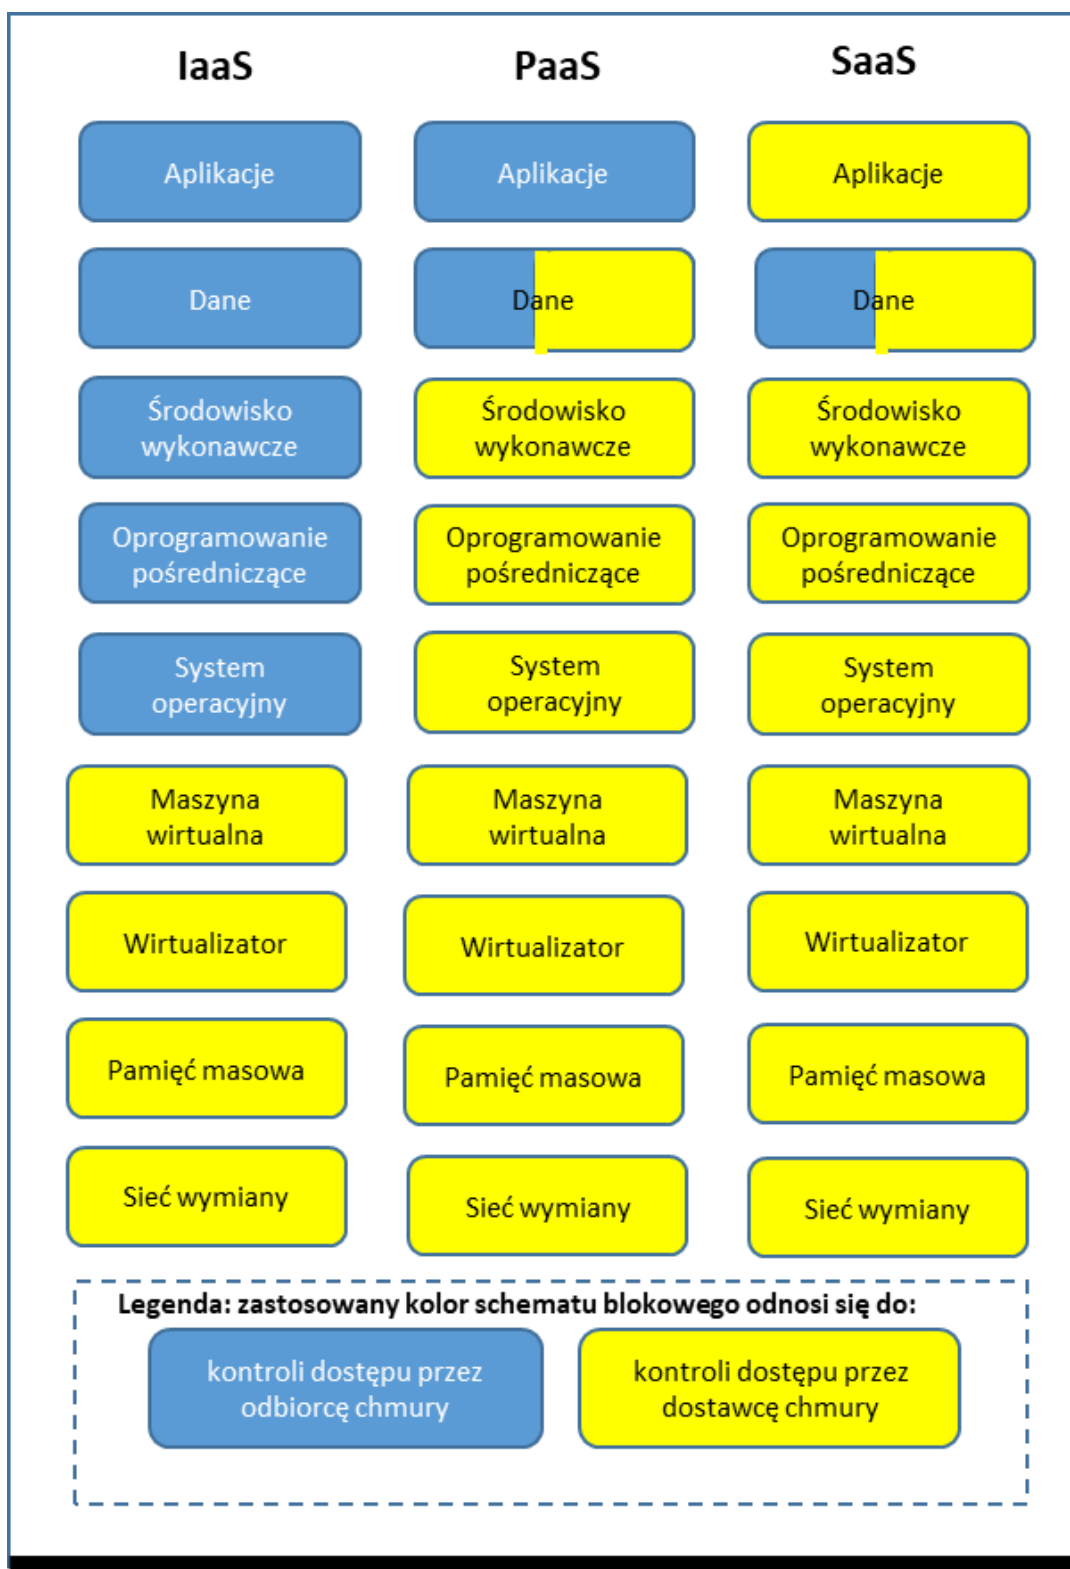 IaaS
PaaS
SaaS
Aplikacje
Aplikacje
Aplikacje
Dane
Dane
Dane
Środowisko
wykonawcze
Środowisko
wykonawcze
Środowisko
wykonawcze
Oprogramowanie
pośredniczące
Oprogramowanie
pośredniczące
Oprogramowanie
pośredniczące
System
operacyjny
System
operacyjny
System
operacyjny
Maszyna
wirtualna
Maszyna
wirtualna
Maszyna
wirtualna
Wirtualizator
Wirtualizator
Wirtualizator
Pamięć masowa
Pamięć masowa
Pamięć masowa
Sieć wymiany
Sieć wymiany
Sieć wymiany
Legenda: zastosowany kolor schematu blokowego odnosi się do:
kontroli dostępu przez
odbiorcę chmury
kontroli dostępu przez
dostawcę chmury